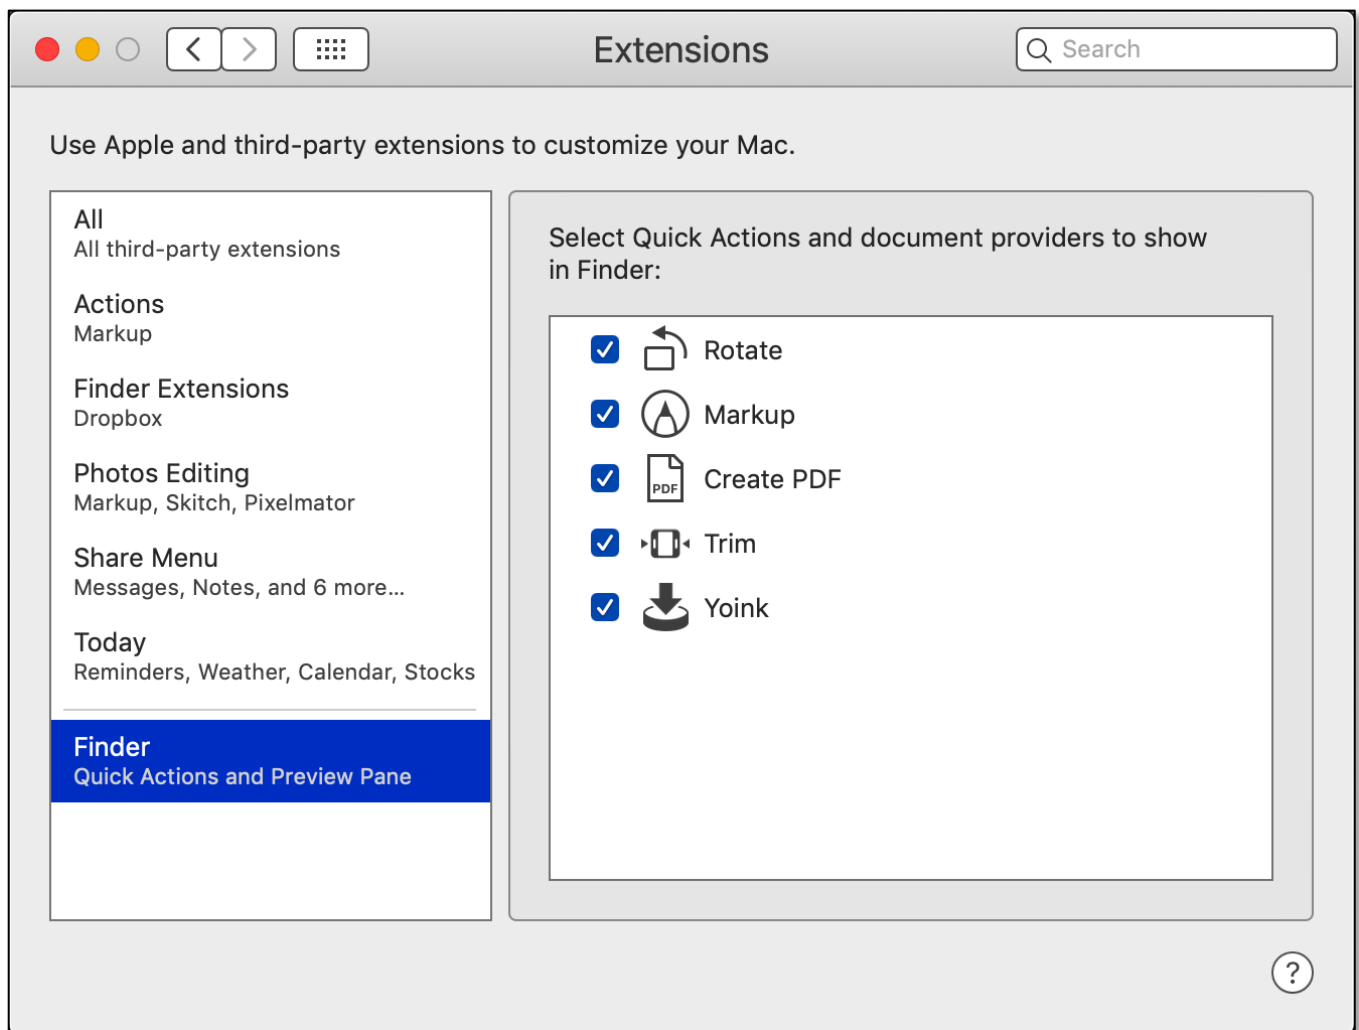 Extensions
Search
Use Apple and third-party extensions to customize your Mac.
All
All third-party extensions
Actions
Markup
Finder Extensions
Dropbox
Photos Editing
Markup, Skitch, Pixelmator
Share Menu
Messages, Notes, and 6 more...
Today
Reminders, Weather, Calendar, Stocks
Finder
Quick Actions and Preview Pane
Select Quick Actions and document providers to show
in Finder:
Rotate
Markup
PDF
Create PDF
Trim
Yoink
?